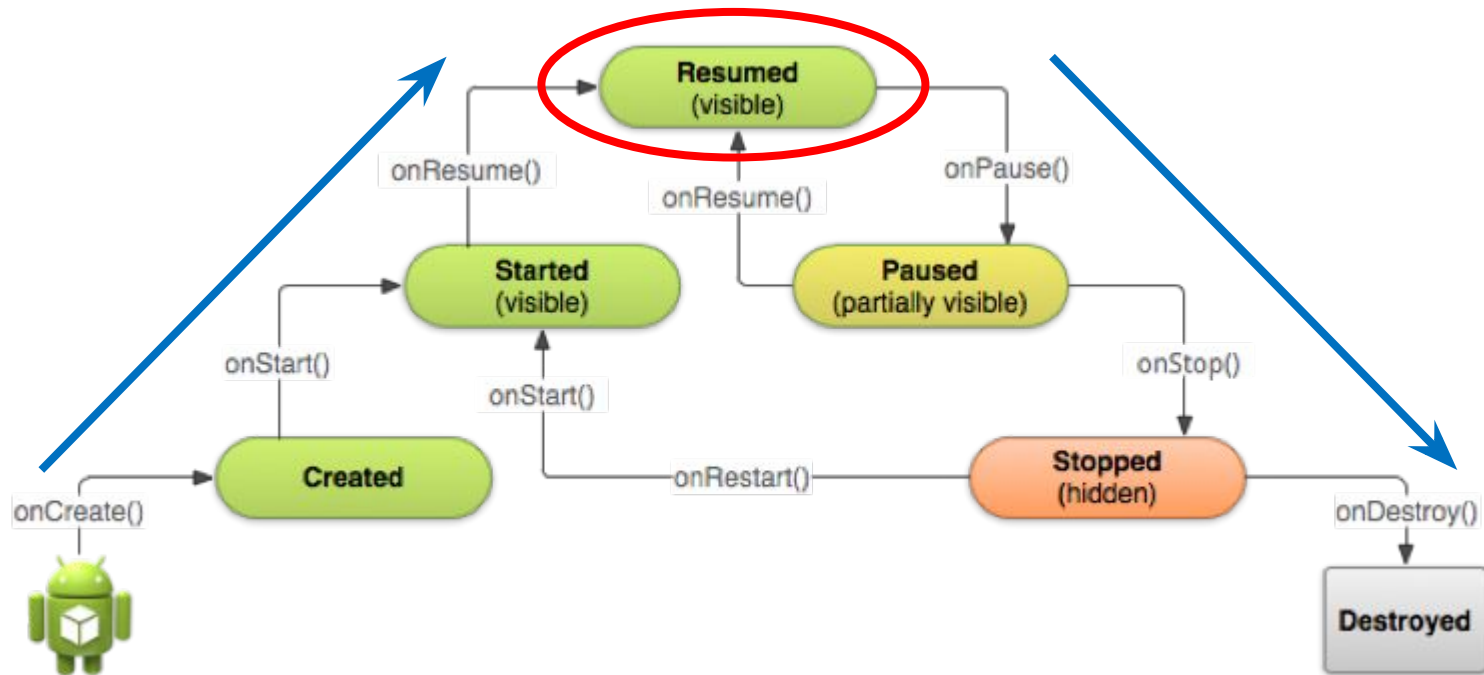 Resumed
(visible)
onResume()
onPause()
onResume()
Started
(visible)
Paused
(partially visible)
onStart()
onStop()
onStart()
Created
onRestart()
Stopped
(hidden)
onCreate()
onDestroy()
Destroyed